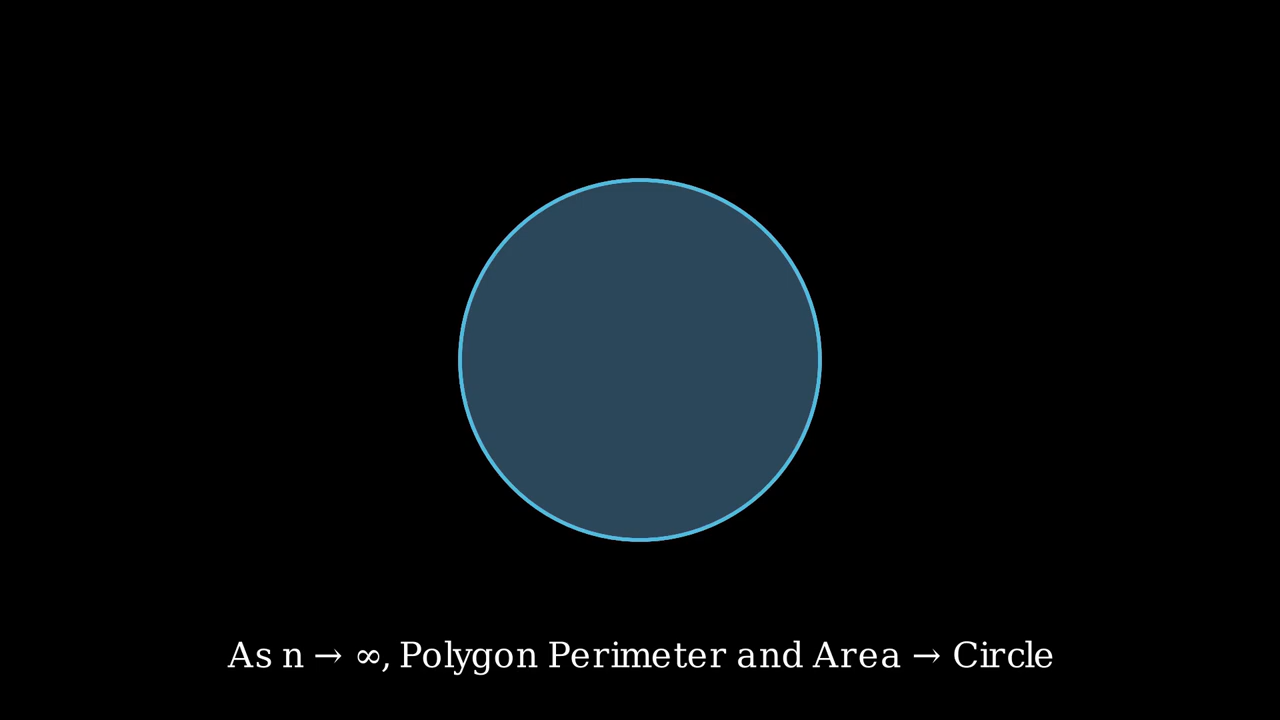 As n → ∞, Polygon Perimeter and Area → Circle